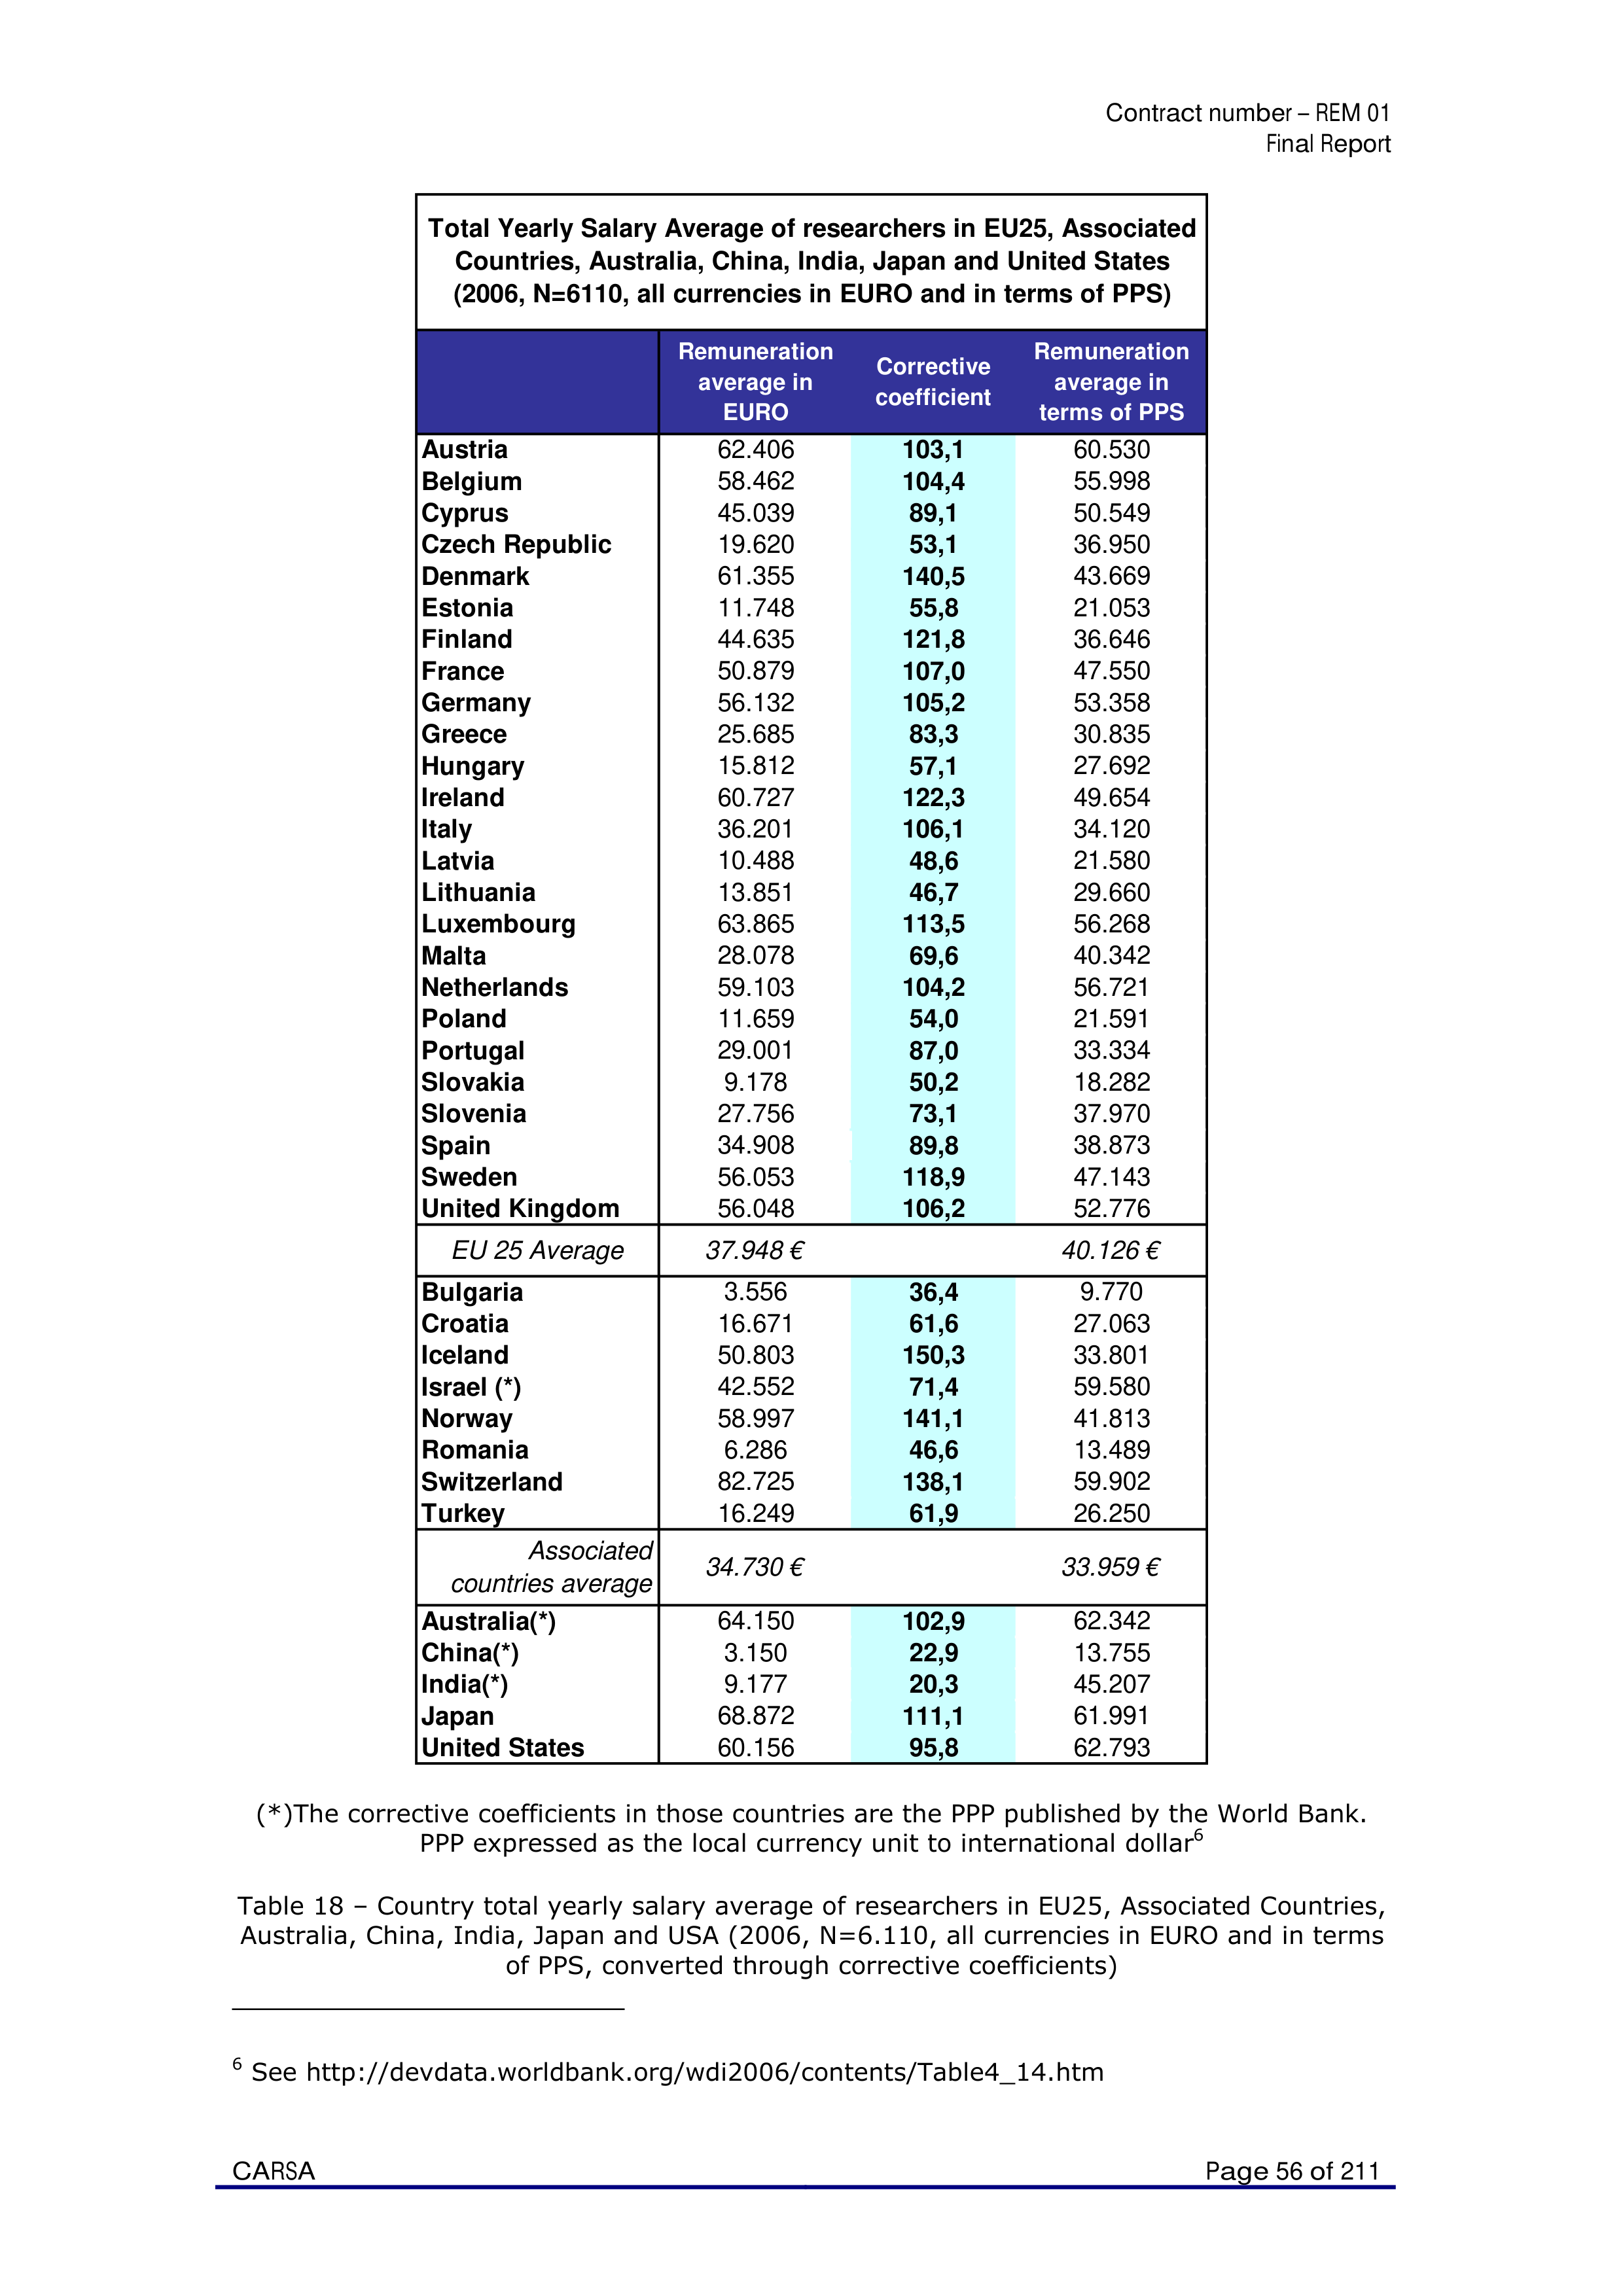 Contract number – REM 01
Final Report
Total Yearly Salary Average of researchers in EU25, Associated
Countries, Australia, China, India, Japan and United States
(2006, N=6110, all currencies in EURO and in terms of PPS)
Remuneration average in EURO Corrective coefficient Remuneration average in terms of PPS
Austria 62.406 103,1 60.530
Belgium 58.462 104,4 55.998
Cyprus 45.039 89,1 50.549
Czech Republic 19.620 53,1 36.950
Denmark 61.355 140,5 43.669
Estonia 11.748 55,8 21.053
Finland 44.635 121,8 36.646
France 50.879 107,0 47.550
Germany 56.132 105,2 53.358
Greece 25.685 83,3 30.835
Hungary 15.812 57,1 27.692
Ireland 60.727 122,3 49.654
Italy 36.201 106,1 34.120
Latvia 10.488 48,6 21.580
Lithuania 13.851 46,7 29.660
Luxembourg 63.865 113,5 56.268
Malta 28.078 69,6 40.342
Netherlands 59.103 104,2 56.721
Poland 11.659 54,0 21.591
Portugal 29.001 87,0 33.334
Slovakia 9.178 50,2 18.282
Slovenia 27.756 73,1 37.970
Spain 34.908 89,8 38.873
Sweden 56.053 118,9 47.143
United Kingdom 56.048 106,2 52.776
EU 25 Average 37.948 € 40.126 €
Bulgaria 3.556 36,4 9.770
Croatia 16.671 61,6 27.063
Iceland 50.803 150,3 33.801
Israel (*) 42.552 71,4 59.580
Norway 58.997 141,1 41.813
Romania 6.286 46,6 13.489
Switzerland 82.725 138,1 59.902
Turkey 16.249 61,9 26.250
Associated countries average 34.730 € 33.959 €
Australia(*) 64.150 102,9 62.342
China(*) 3.150 22,9 13.755
India(*) 9.177 20,3 45.207
Japan 68.872 111,1 61.991
United States 60.156 95,8 62.793
(*)The corrective coefficients in those countries are the PPP published by the World Bank.
PPP expressed as the local currency unit to international dollar6
Table 18 – Country total yearly salary average of researchers in EU25, Associated Countries,
Australia, China, India, Japan and USA (2006, N=6.110, all currencies in EURO and in terms
of PPS, converted through corrective coefficients)
6 See http://devdata.worldbank.org/wdi2006/contents/Table4_14.htm
CARSA Page 56 of 211